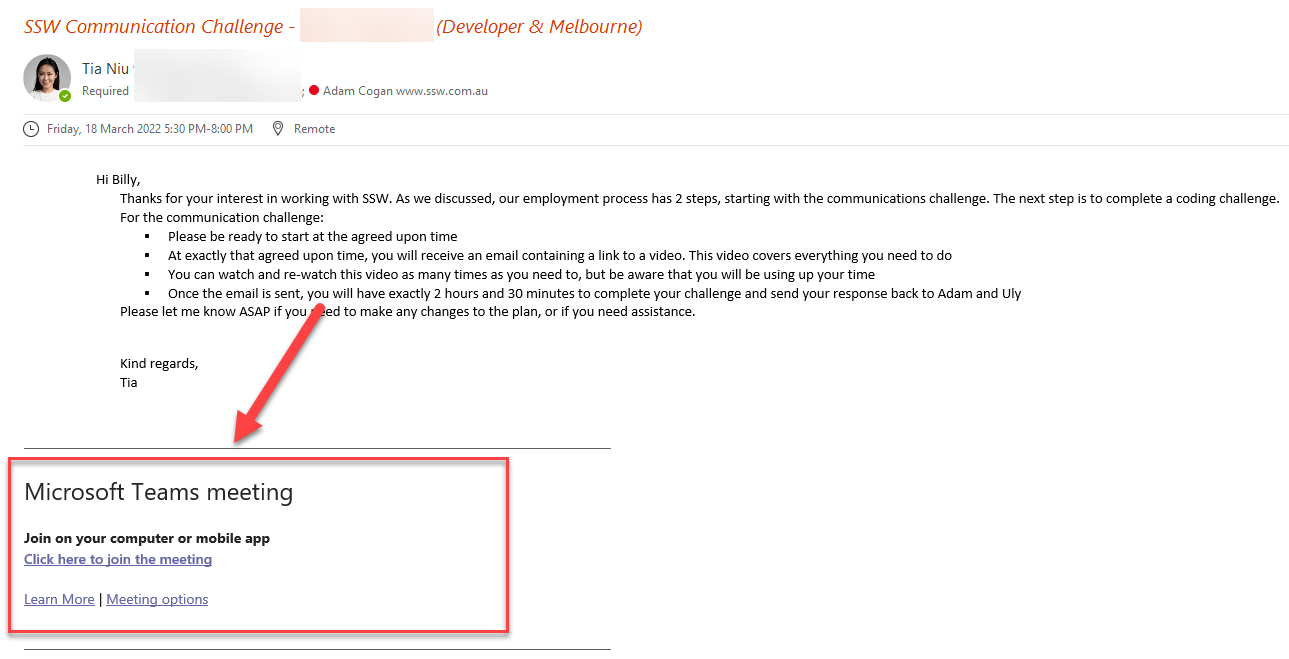 SSW Communication Challenge - (Developer & Melbourne)
Tia Niu
Required ; Adam Cogan www.ssw.com.au
Friday, 18 March 2022 5:30 PM-8:00 PM Remote
Hi Billy,
Thanks for your interest in working with SSW. As we discussed, our employment process has 2 steps, starting with the communications challenge. The next step is to complete a coding challenge.
For the communication challenge:
▪ Please be ready to start at the agreed upon time
▪ At exactly that agreed upon time, you will receive an email containing a link to a video. This video covers everything you need to do
▪ You can watch and re-watch this video as many times as you need to, but be aware that you will be using up your time
▪ Once the email is sent, you will have exactly 2 hours and 30 minutes to complete your challenge and send your response back to Adam and Uly
Please let me know ASAP if you need to make any changes to the plan, or if you need assistance.
Kind regards,
Tia
Microsoft Teams meeting
Join on your computer or mobile app
Click here to join the meeting
Learn More | Meeting options